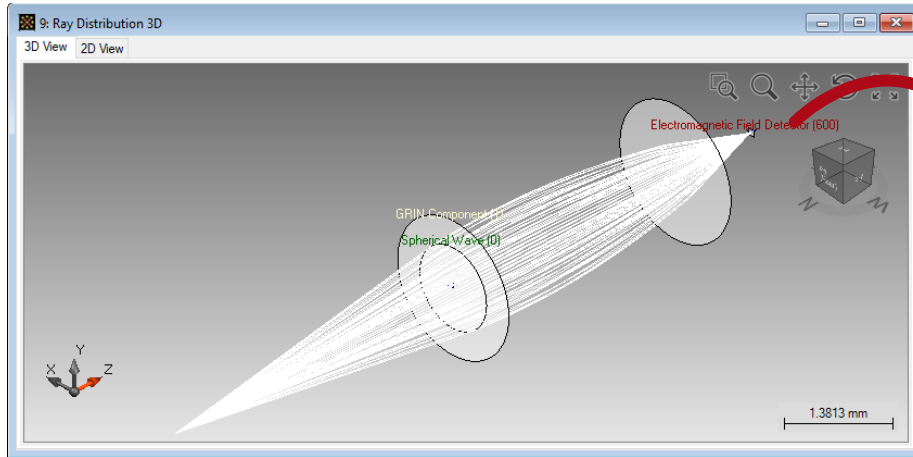 9: Ray Distribution 3D
3D View 2D View
Electromagnetic Field Detector (600)
GRIN Component (1)
Spherical Wave (0)
Y
X Z
1.3813 mm